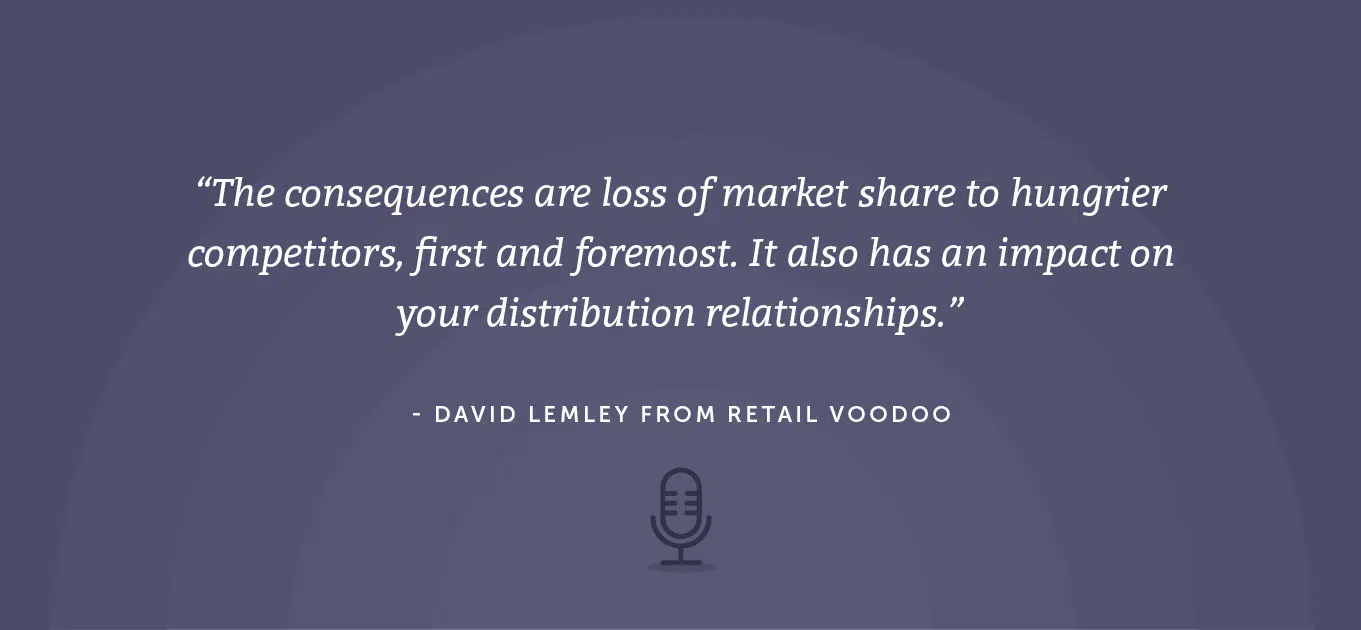 “The consequences are loss of market share to hungrier
competitors, first and foremost. It also has an impact on
your distribution relationships.”
- DAVID LEMLEY FROM RETAIL VOODOO